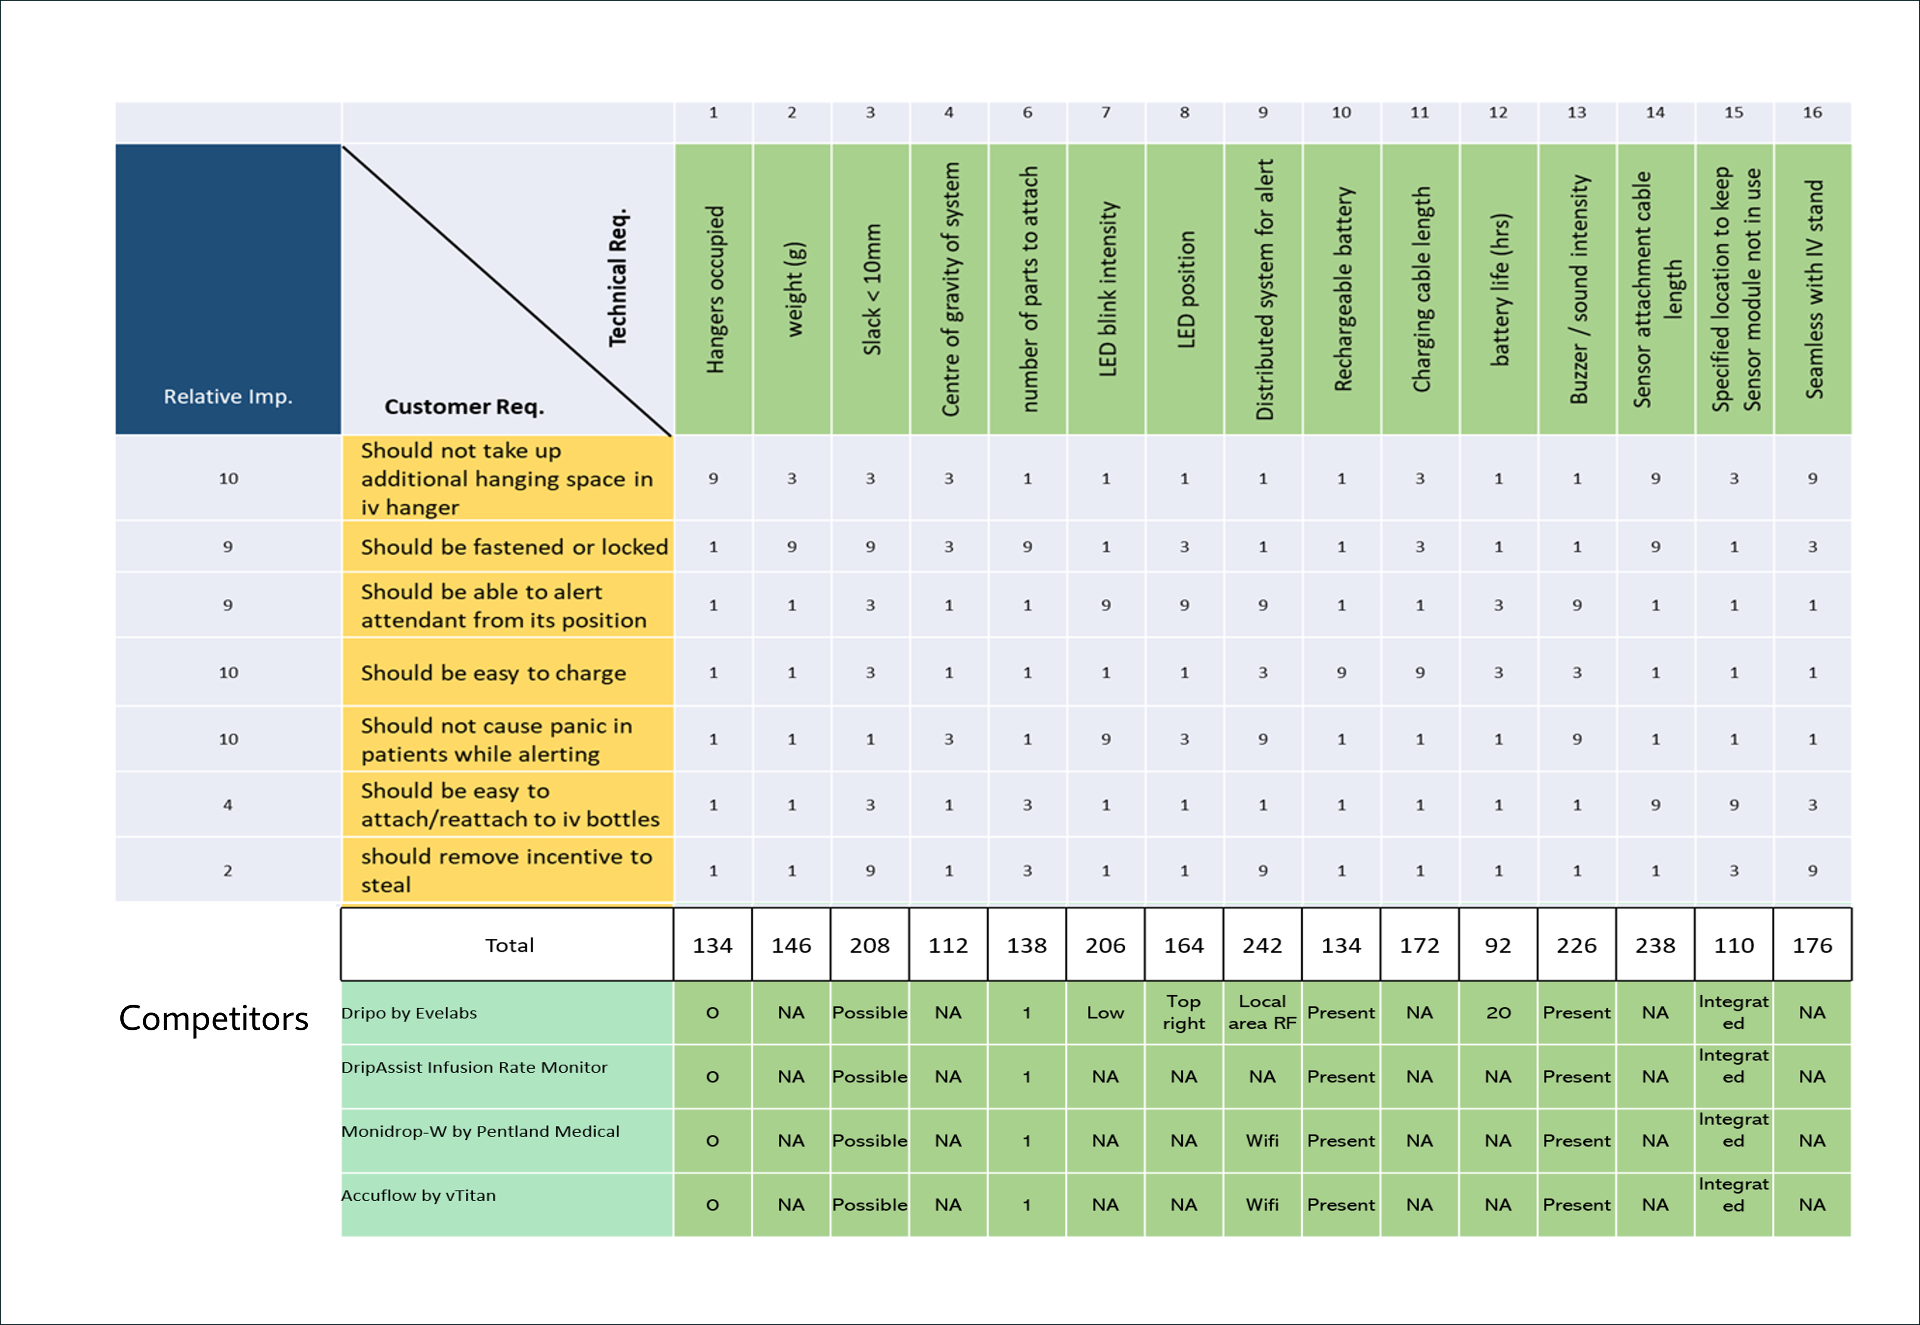 1 2 3 4 6 7 8 9 10 11 12 13 14 15 16
Relative Imp.
Customer Req.
Technical Req.
Hangers occupied
weight (g)
Slack < 10mm
Centre of gravity of system
number of parts to attach
LED blink intensity
LED position
Distributed system for alert
Rechargeable battery
Charging cable length
battery life (hrs)
Buzzer / sound intensity
Sensor attachment cable
length
Specified location to keep
Sensor module not in use
Seamless with IV stand
10
Should not take up
additional hanging space in
iv hanger
9 3 3 3 1 1 1 1 1 3 1 1 9 3 9
9 Should be fastened or locked 1 9 9 3 9 1 3 1 1 3 1 1 9 1 3
9
Should be able to alert
attendant from its position
1 1 3 1 1 9 9 9 1 1 3 9 1 1 1
10 Should be easy to charge 1 1 3 1 1 1 1 3 9 9 3 3 1 1 1
10
Should not cause panic in
patients while alerting
1 1 1 3 1 9 3 9 1 1 1 9 1 1 1
4
Should be easy to
attach/reattach to iv bottles
1 1 3 1 3 1 1 1 1 1 1 1 9 9 3
2
should remove incentive to
steal
1 1 9 1 3 1 1 9 1 1 1 1 1 3 9
Total 134 146 208 112 138 206 164 242 134 172 92 226 238 110 176
Competitors
Dripo by Evelabs 0 NA Possible NA 1 Low
Top
right
Local
area RF
Present NA 20 Present NA
Integrat
ed
NA
DripAssist Infusion Rate Monitor
0 NA Possible NA 1 NA NA NA Present NA NA Present NA
Integrat
ed
NA
Monidrop-W by Pentland Medical
0 NA Possible NA 1 NA NA Wifi Present NA NA Present NA
Integrat
ed
NA
Accuflow by vTitan
0 NA Possible NA 1 NA NA Wifi Present NA NA Present NA
Integrat
ed
NA